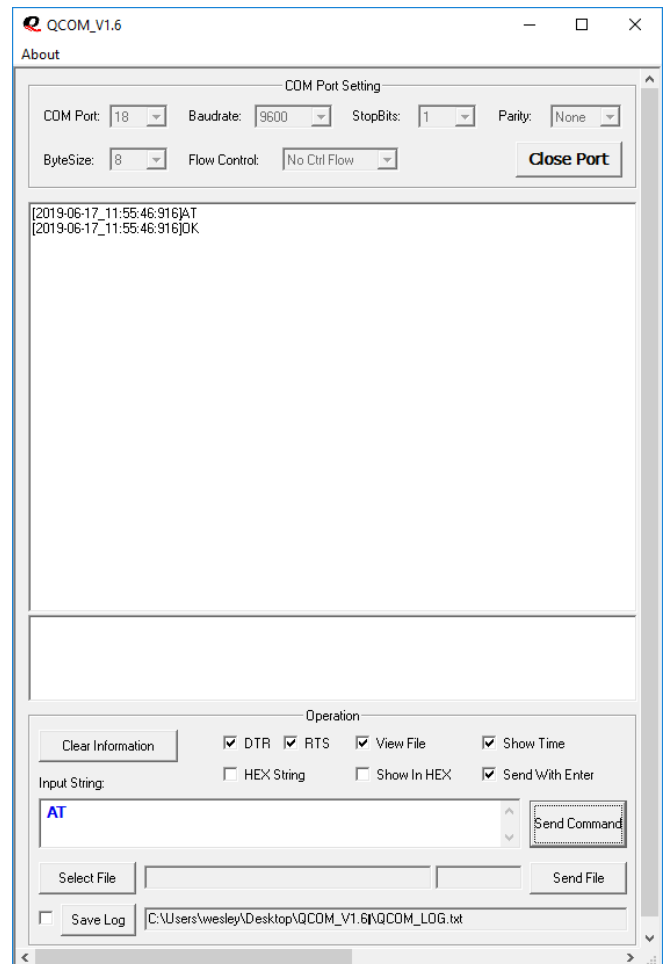 QCOM_V1.6
About
COM Port Setting
COM Port: 18 Baudrate: 9600 StopBits: 1 Parity: None
ByteSize: 8 Flow Control: No Ctrl Flow Close Port
[2019-06-17_11:55:46:916]AT
[2019-06-17_11:55:46:916]OK
Operation
Clear Information DTR RTS View File Show Time
HEX String Show In HEX Send With Enter
Input String:
AT
Send Command
Select File Send File
Save Log C:\Users\wesley\Desktop\QCOM_V1.6\QCOM_LOG.txt